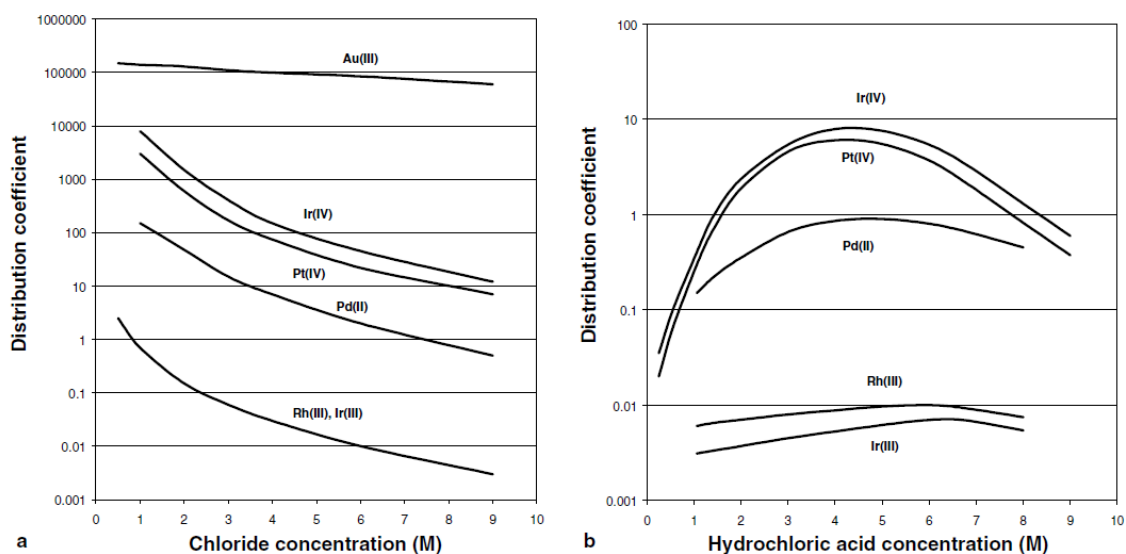 Distribution coefficient
1000000
100000
10000
1000
100
10
1
0.1
0.01
0.001
Au(III)
Ir(IV)
Pt(IV)
Pd(II)
Rh(III), Ir(III)
0 1 2 3 4 5 6 7 8 9 10
a Chloride concentration (M)
Distribution coefficient
100
10
1
0.1
0.01
0.001
Ir(IV)
Pt(IV)
Pd(II)
Rh(III)
Ir(III)
0 1 2 3 4 5 6 7 8 9 10
b Hydrochloric acid concentration (M)